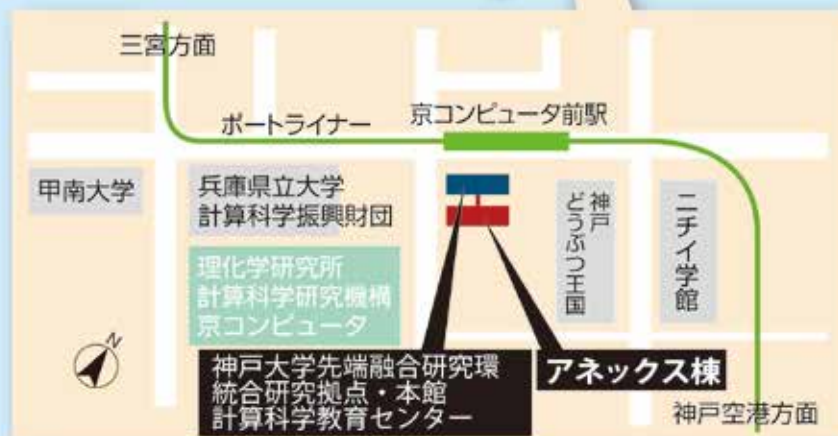 三宮方面
ポートライナー
京コンピュータ前駅
甲南大学
兵庫県立大学
計算科学振興財団
神戸
どうぶつ王国
ニチイ学館
理化学研究所
計算科学研究機構
京コンピュータ
N
神戸大学先端融合研究環
統合研究拠点・本館
計算科学教育センター
アネックス棟
神戸空港方面